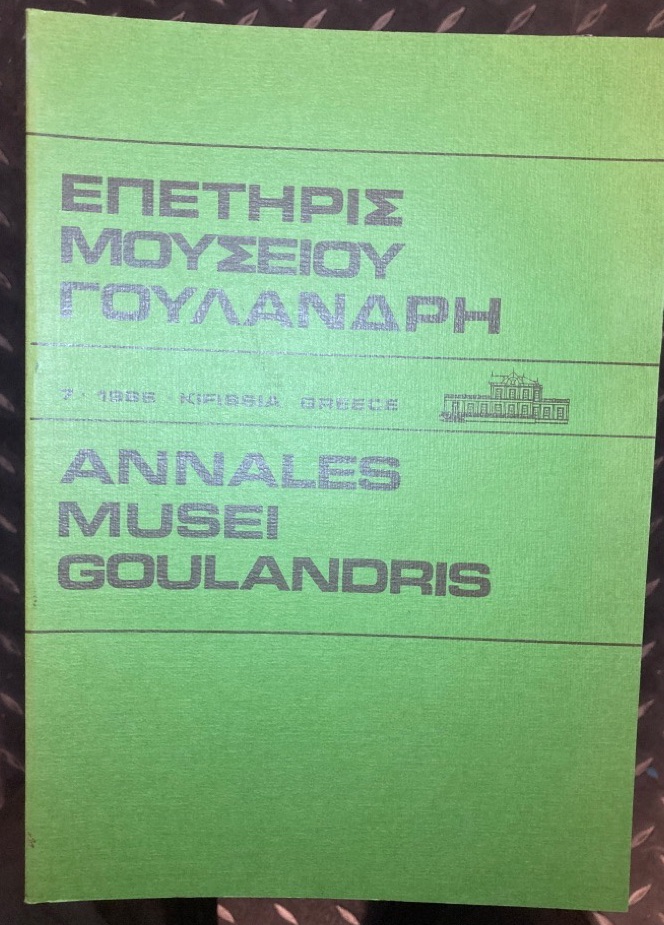 ΕΠΕΤΗΡΙΣ
ΜΟΥΣΕΙΟΥ
ΓΟΥΛΑΝΔΡΗ
7 · 1986 · KIFISSIA GREECE
ANNALES
MUSEI
GOULANDRIS